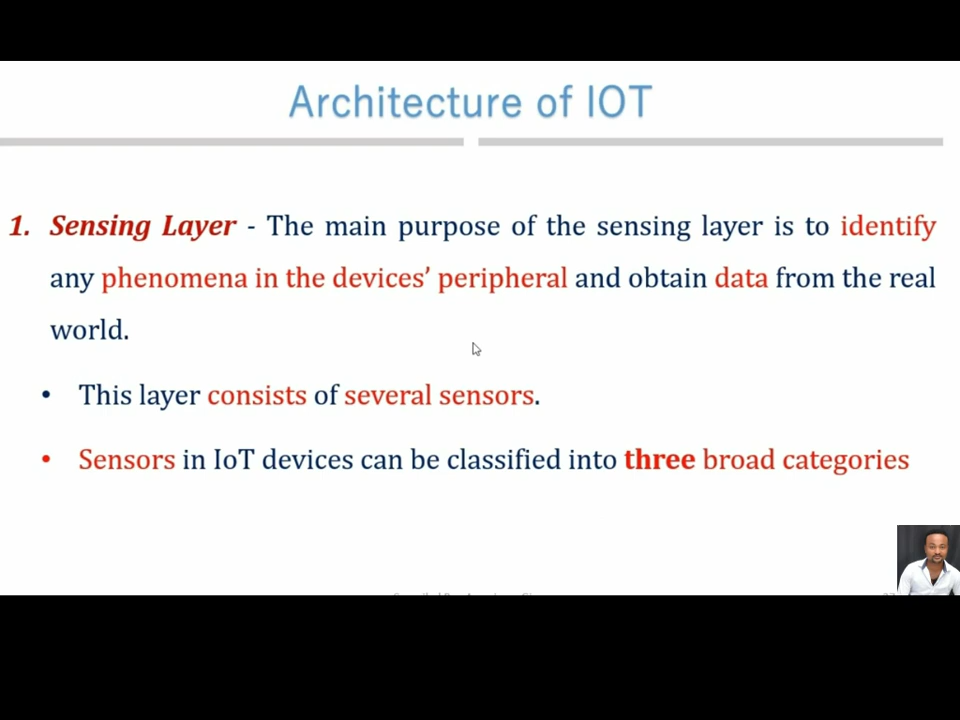 Architecture of IOT
1. Sensing Layer - The main purpose of the sensing layer is to identify
any phenomena in the devices’ peripheral and obtain data from the real
world.
• This layer consists of several sensors.
• Sensors in IoT devices can be classified into three broad categories